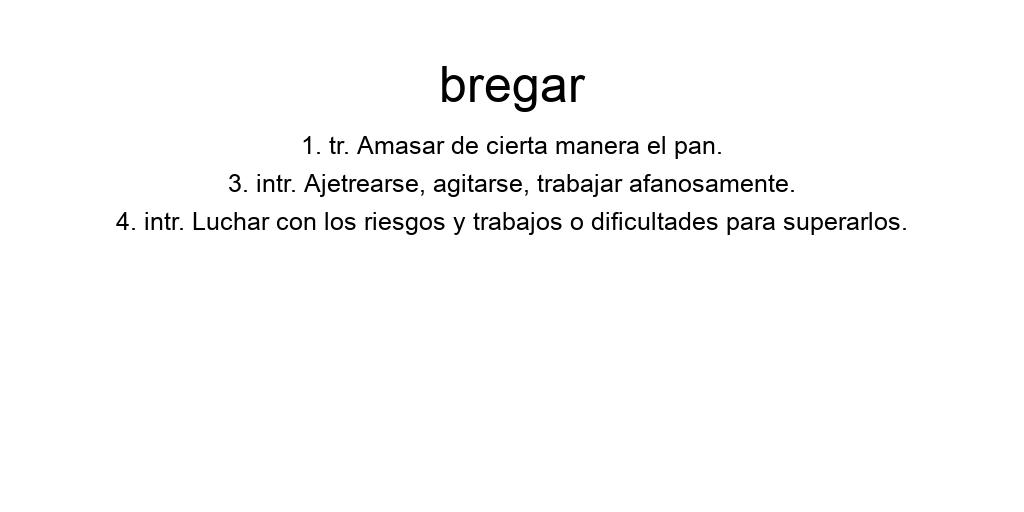 bregar
1. tr. Amasar de cierta manera el pan.
3. intr. Ajetrearse, agitarse, trabajar afanosamente.
4. intr. Luchar con los riesgos y trabajos o dificultades para superarlos.